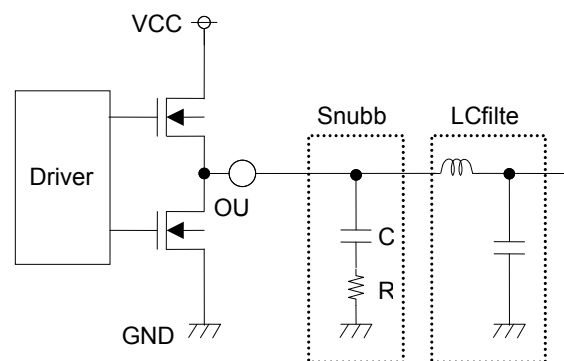 VCC
Snubb
LCfilte
Driver
OU
C
R
GND